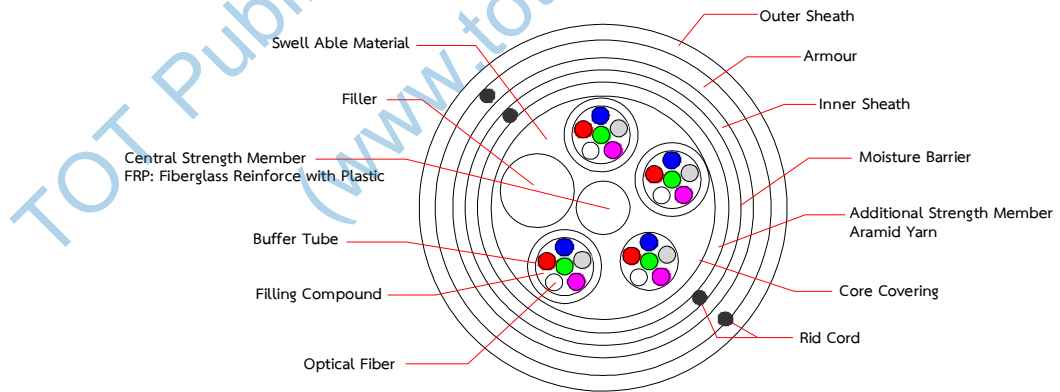 Outer Sheath
Swell Able Material
Armour
Filler
Inner Sheath
Central Strength Member
FRP: Fiberglass Reinforce with Plastic
Moisture Barrier
Additional Strength Member
Aramid Yarn
Buffer Tube
Filling Compound
Core Covering
Rid Cord
Optical Fiber
TOT Publi
(www.to